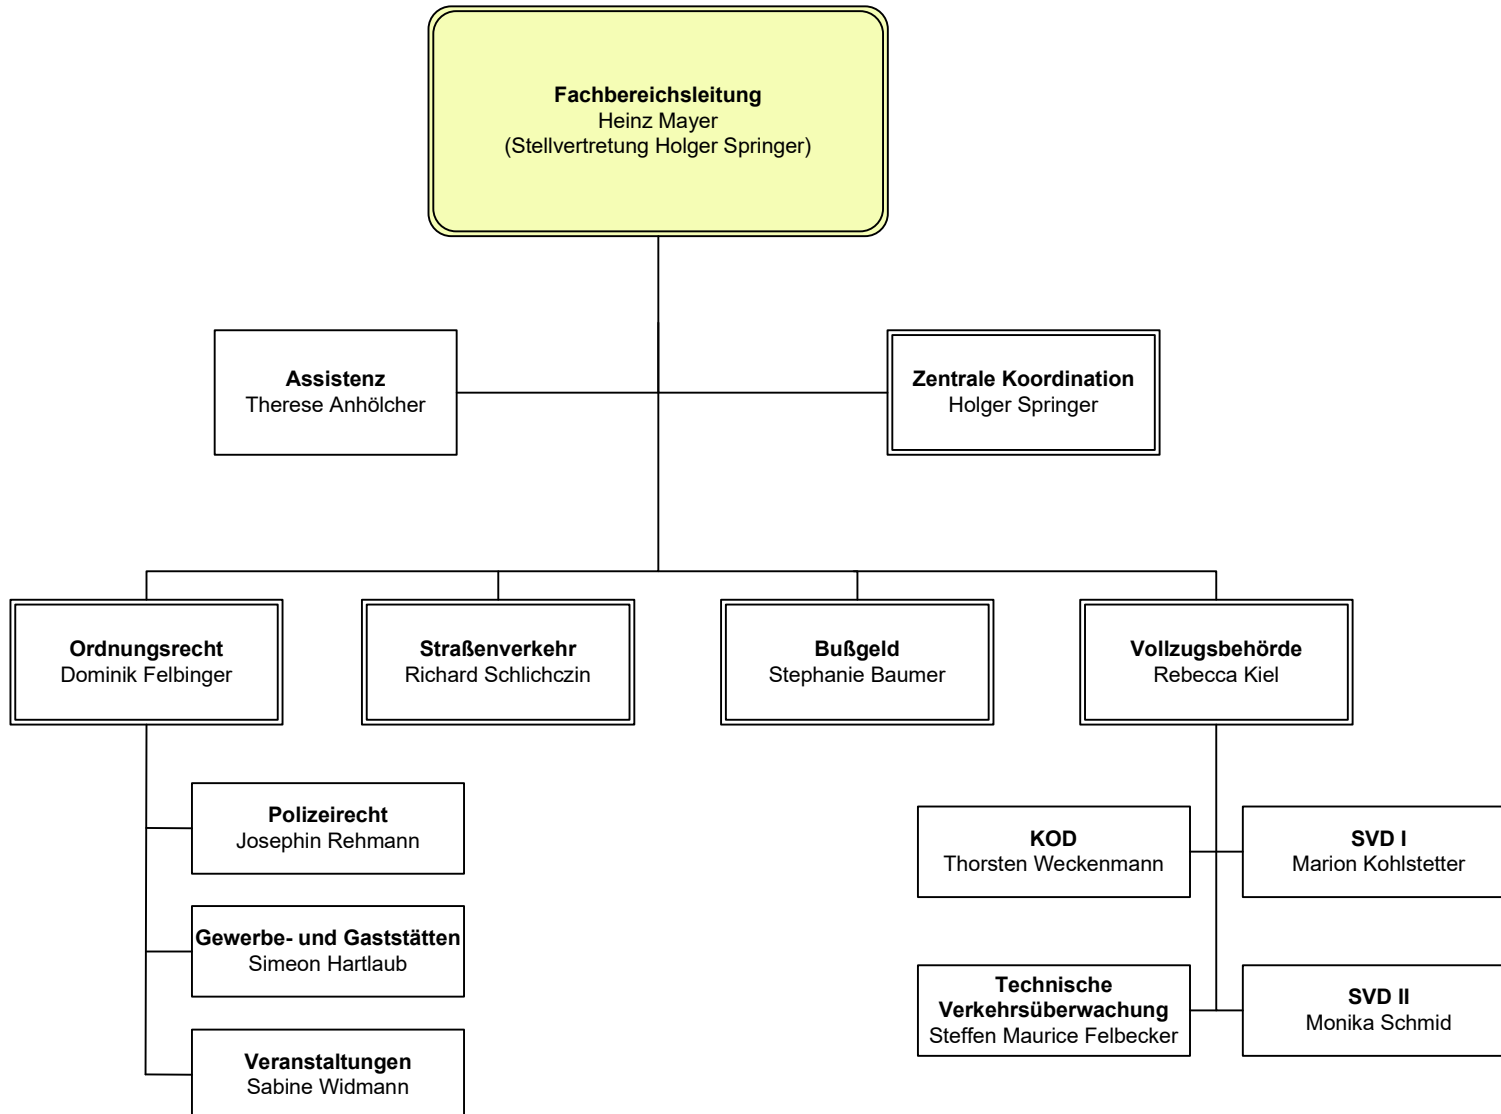 Fachbereichsleitung
Heinz Mayer
(Stellvertretung Holger Springer)
Assistenz
Therese Anhölcher
Zentrale Koordination
Holger Springer
Ordnungsrecht
Dominik Felbinger
Straßenverkehr
Richard Schlichczin
Bußgeld
Stephanie Baumer
Vollzugsbehörde
Rebecca Kiel
Polizeirecht
Josephin Rehmann
Gewerbe- und Gaststätten
Simeon Hartlaub
Veranstaltungen
Sabine Widmann
KOD
Thorsten Weckenmann
SVD I
Marion Kohlstetter
Technische
Verkehrsüberwachung
Steffen Maurice Felbecker
SVD II
Monika Schmid